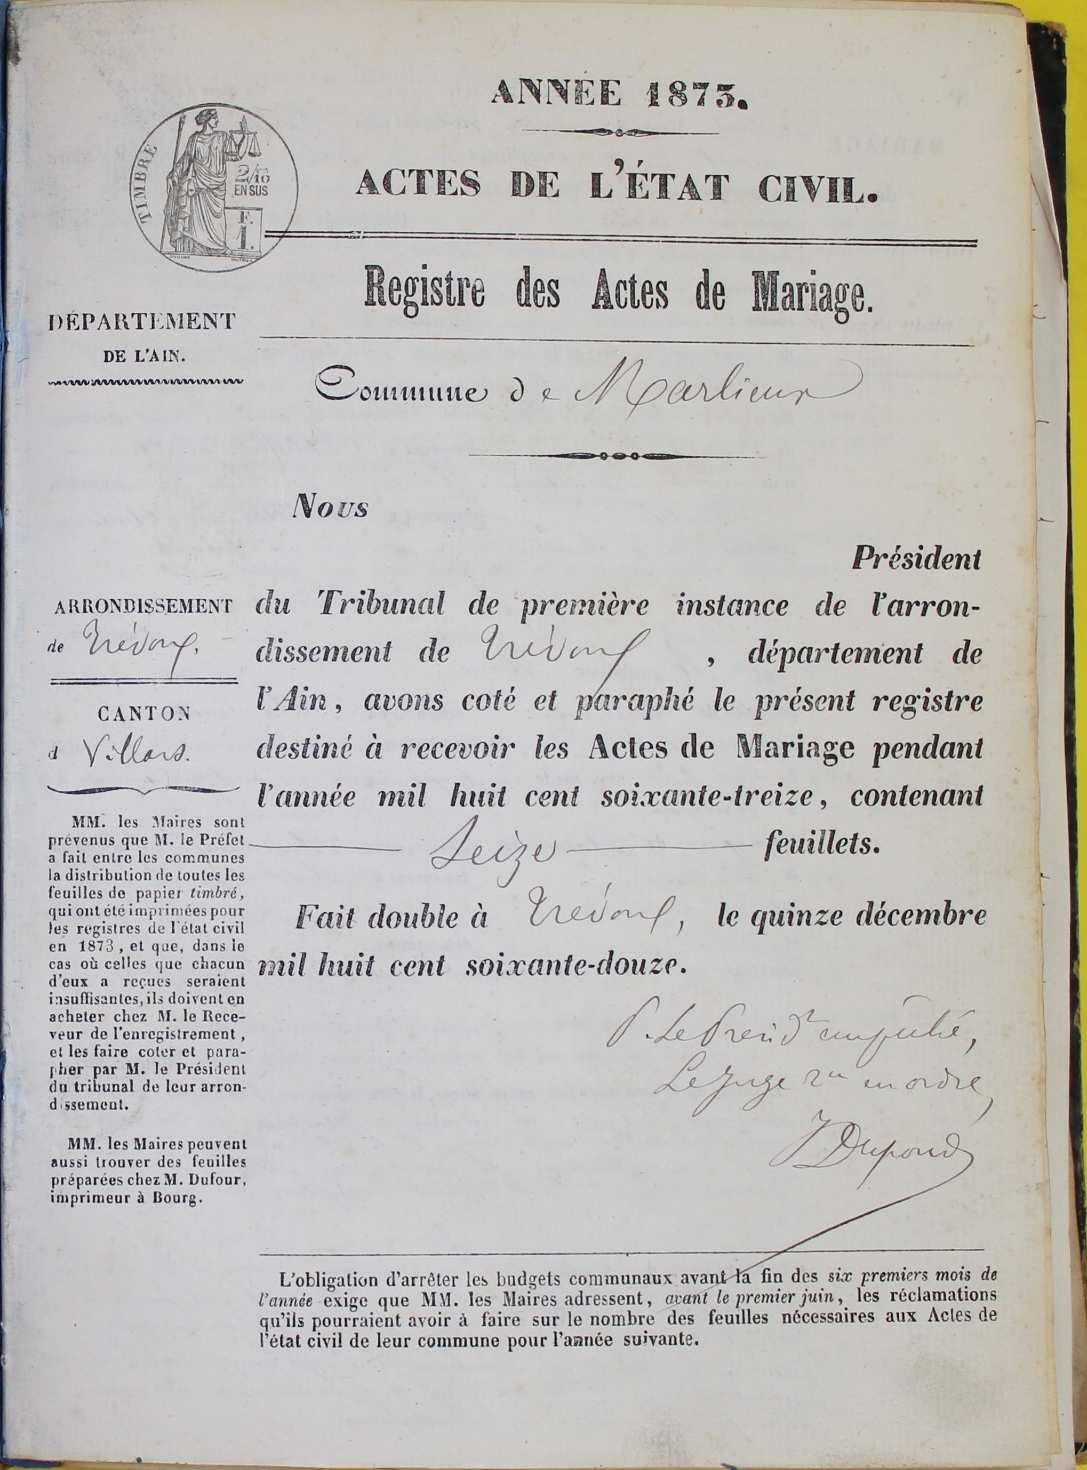 ANNÉE 1873.
TIMBRE
2/10
EN SUS
F.
1.
ACTES DE L'ÉTAT CIVIL.
Registre des Actes de Mariage.
DÉPARTEMENT
DE L'AIN.
Commune de Marlieux
Nous
Président
du Tribunal de première instance de l'arron-
dissement de Trévoux, département de
l'Ain, avons coté et paraphé le présent registre
destiné à recevoir les Actes de Mariage pendant
l'année mil huit cent soixante-treize, contenant
Seize feuillets.
Fait double à Trévoux, le quinze décembre
mil huit cent soixante-douze.
ARRONDISSEMENT
de Trévoux,
CANTON
d Villars.
MM. les Maires sont
prévenus que M. le Préfet
a fait entre les communes
la distribution de toutes les
feuilles de papier timbré,
qui ont été imprimées pour
les registres de l'état civil
en 1873, et que, dans le
cas où celles que chacun
d'eux a reçues seraient
insuffisantes, ils doivent en
acheter chez M. le Rece-
veur de l'enregistrement,
et les faire coter et para-
pher par M. le Président
du tribunal de leur arron-
dissement.
MM. les Maires peuvent
aussi trouver des feuilles
préparées chez M. Dufour,
imprimeur à Bourg.
P. Le Présidt empêché,
Le Juge en ordre,
Dupond
L'obligation d'arrêter les budgets communaux avant la fin des six premiers mois de
l'année exige que MM. les Maires adressent, avant le premier juin, les réclamations
qu'ils pourraient avoir à faire sur le nombre des feuilles nécessaires aux Actes de
l'état civil de leur commune pour l'année suivante.